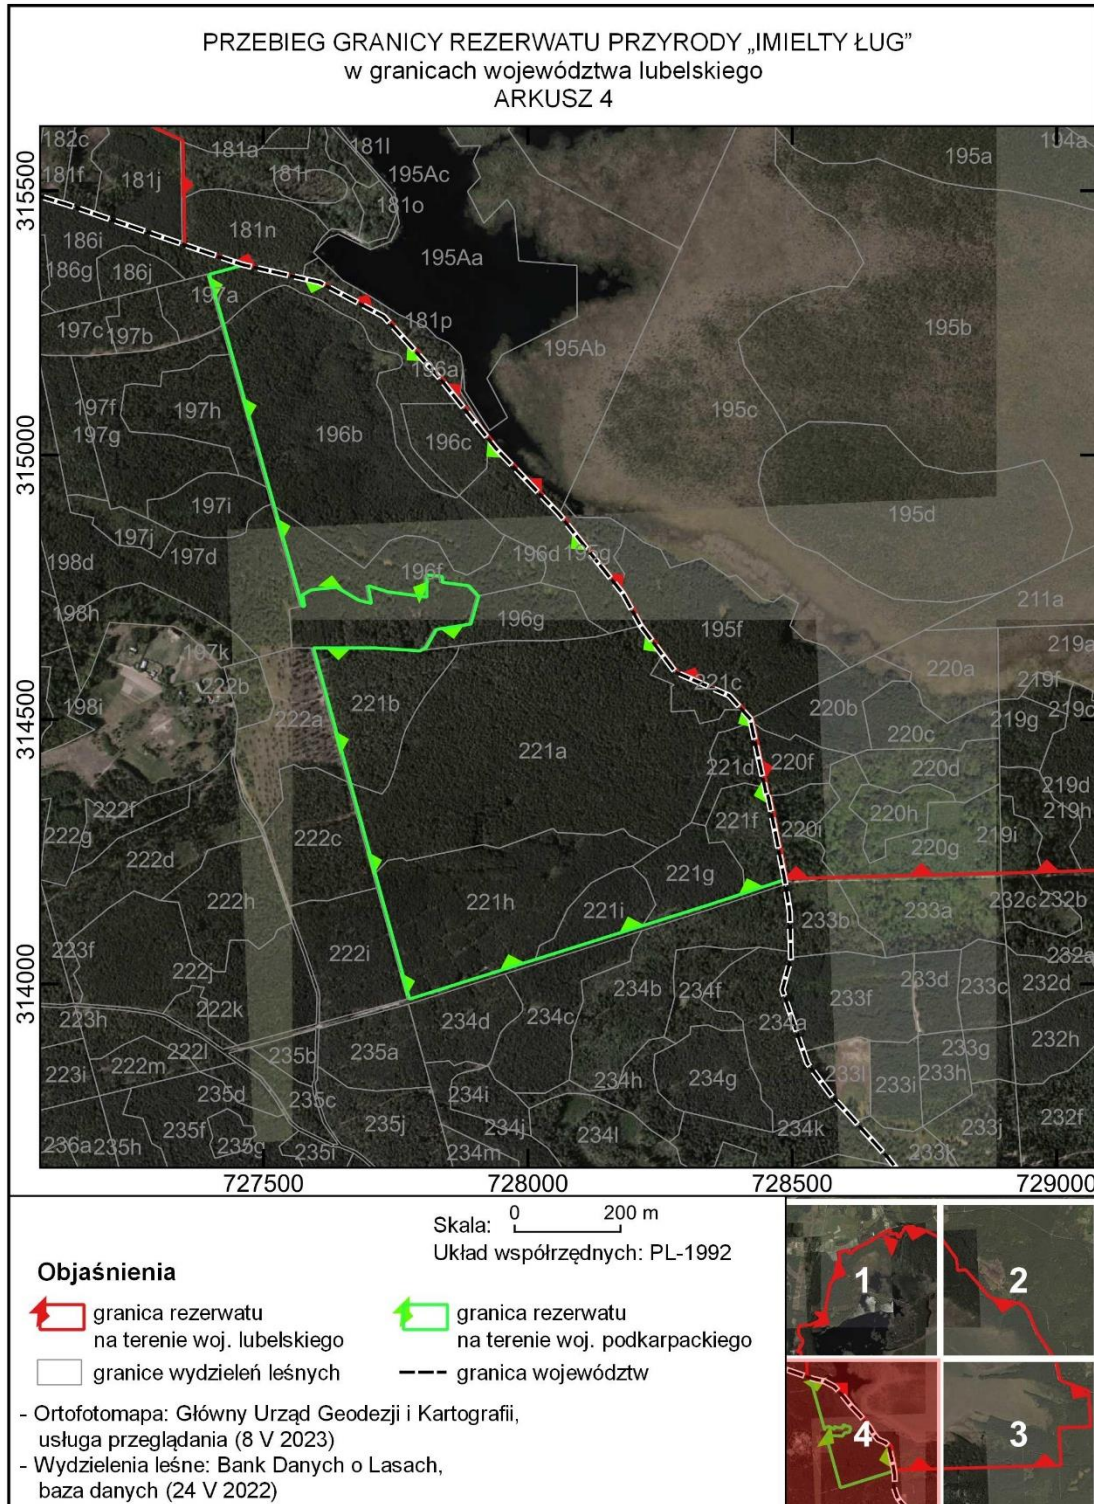 PRZEBIEG GRANICY REZERWATU PRZYRODY „IMIELTY ŁUG”
w granicach województwa lubelskiego
ARKUSZ 4
182c 181a 181l 194a
181f 181j 181r 195Ac 195a
315500 181o
181n
186i 195Aa
186g 186j
197a
197c 197b 181p 195b
195Ab
196a
197f 197h 195c
197g 196b 196c
315000
197i
197j 195d
198d 197d 196d 196g
196f
198h 211a
196g 195f
197k 219a
222b 221c 220a 219f
198i 222a 221b 220b 219g 219c
314500 220c
221a 221d 220f 220d 219d
222f 220h 219h
222g 221f 220i 219i
222d 222c 220g
221g
222h 221h 221i 233b 233a 232c 232b
223f 222i
222j 232a
314000 234b 234f 233d 233c 232d
222k 233f
223h 234d 234c 234a
222l 235b 233g 232h
223i 222m 235a 234h 234g 233l 233h
235d 235c 234i 233i
235f 235j 234j 234l 234k 233j 232f
236a 235h 235g 235i 234m 233k
727500 728000 728500 729000
Skala: 0 200 m
Układ współrzędnych: PL-1992
Objaśnienia
granica rezerwatu
na terenie woj. lubelskiego
granica rezerwatu
na terenie woj. podkarpackiego
granice wydzieleń leśnych
granica województw
- Ortofotomapa: Główny Urząd Geodezji i Kartografii,
usługa przeglądania (8 V 2023)
- Wydzielenia leśne: Bank Danych o Lasach,
baza danych (24 V 2022)
1 2
4 3